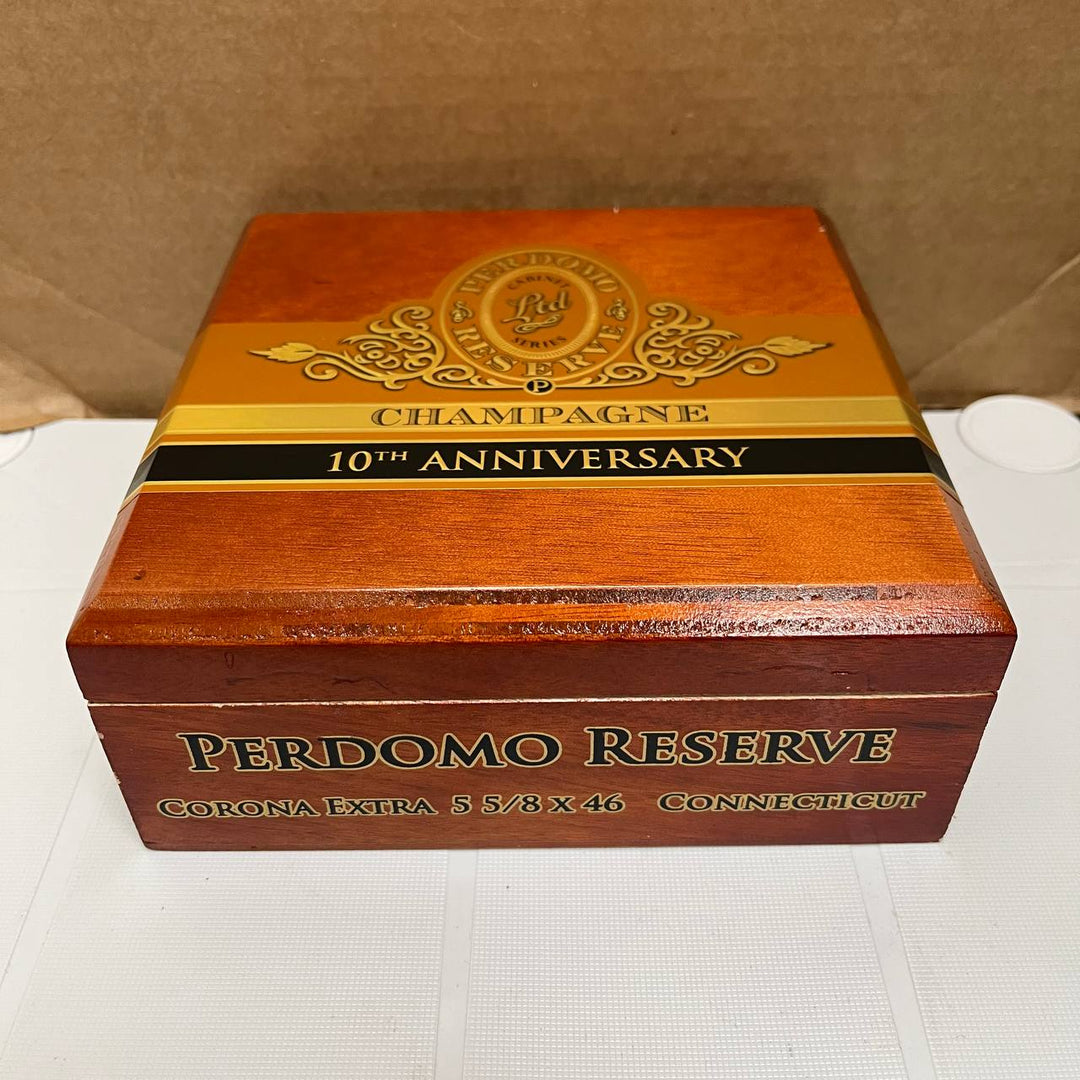 PERDOMO
CABINET
Ltd
SERIES
RESERVE
P
CHAMPAGNE
10TH ANNIVERSARY
PERDOMO RESERVE
CORONA EXTRA 5 5/8 X 46 CONNECTICUT